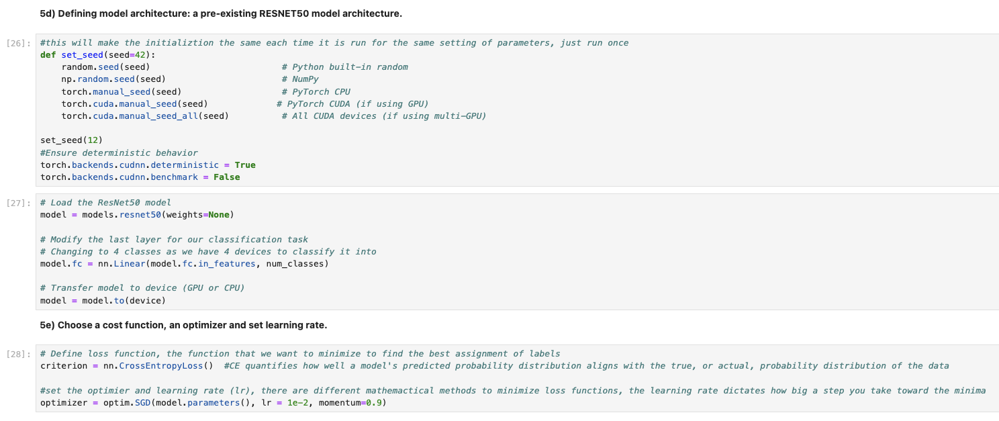 5d) Defining model architecture: a pre-existing RESNET50 model architecture.
[26]: #this will make the initializtion the same each time it is run for the same setting of parameters, just run once
def set_seed(seed=42):
    random.seed(seed)                         # Python built-in random
    np.random.seed(seed)                      # NumPy
    torch.manual_seed(seed)                   # PyTorch CPU
    torch.cuda.manual_seed(seed)             # PyTorch CUDA (if using GPU)
    torch.cuda.manual_seed_all(seed)          # All CUDA devices (if using multi-GPU)
set_seed(12)
#Ensure deterministic behavior
torch.backends.cudnn.deterministic = True
torch.backends.cudnn.benchmark = False
[27]: # Load the ResNet50 model
model = models.resnet50(weights=None)
# Modify the last layer for our classification task
# Changing to 4 classes as we have 4 devices to classify it into
model.fc = nn.Linear(model.fc.in_features, num_classes)
# Transfer model to device (GPU or CPU)
model = model.to(device)
5e) Choose a cost function, an optimizer and set learning rate.
[28]: # Define loss function, the function that we want to minimize to find the best assignment of labels
criterion = nn.CrossEntropyLoss()  #CE quantifies how well a model's predicted probability distribution aligns with the true, or actual, probability distribution of the data
#set the optimier and learning rate (lr), there are different mathemactical methods to minimize loss functions, the learning rate dictates how big a step you take toward the minima
optimizer = optim.SGD(model.parameters(), lr = 1e-2, momentum=0.9)